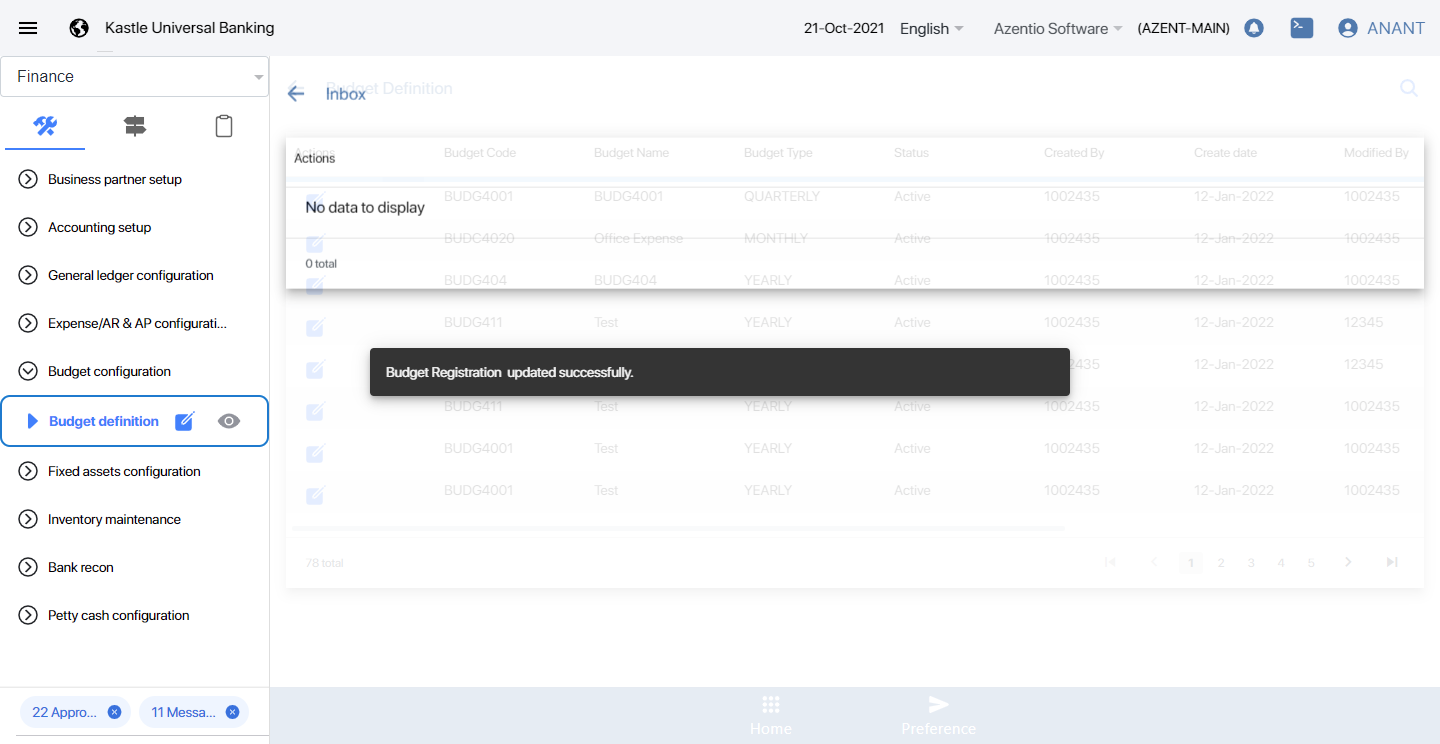 Kastle Universal Banking
21-Oct-2021
English
Azentio Software
(AZENT-MAIN)
ANANT
Finance
Business partner setup
Accounting setup
General ledger configuration
Expense/AR & AP configurati...
Budget configuration
Budget definition
Fixed assets configuration
Inventory maintenance
Bank recon
Petty cash configuration
22 Appro...
11 Messa...
Budget Definition
Inbox
Actions Budget Code Budget Name Budget Type Status Created By Create date Modified By
Actions
BUDG4001 BUDG4001 QUARTERLY Active 1002435 12-Jan-2022 1002435
No data to display
BUDC4020 Office Expense MONTHLY Active 1002435 12-Jan-2022 1002435
0 total
BUDG404 BUDG404 YEARLY Active 1002435 12-Jan-2022 1002435
BUDG411 Test YEARLY Active 1002435 12-Jan-2022 12345
2435 12-Jan-2022 12345
Budget Registration updated successfully.
BUDG411 Test YEARLY Active 1002435 12-Jan-2022 1002435
BUDG4001 Test YEARLY Active 1002435 12-Jan-2022 1002435
BUDG4001 Test YEARLY Active 1002435 12-Jan-2022 1002435
78 total
1 2 3 4 5
Home
Preference